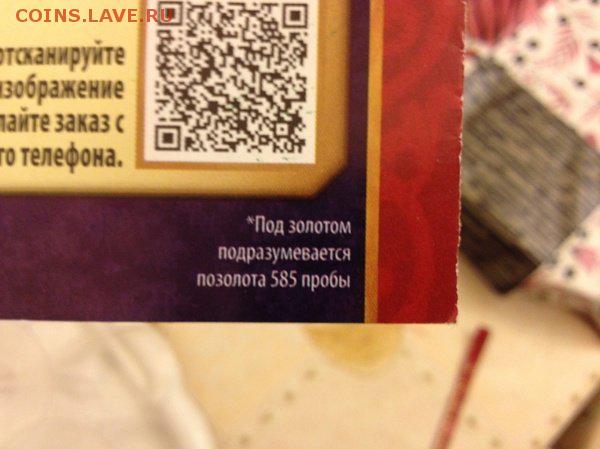 COINS.LAVE.RU
отсканируйте
изображение
лайте заказ с
го телефона.
*Под золотом
подразумевается
позолота 585 пробы